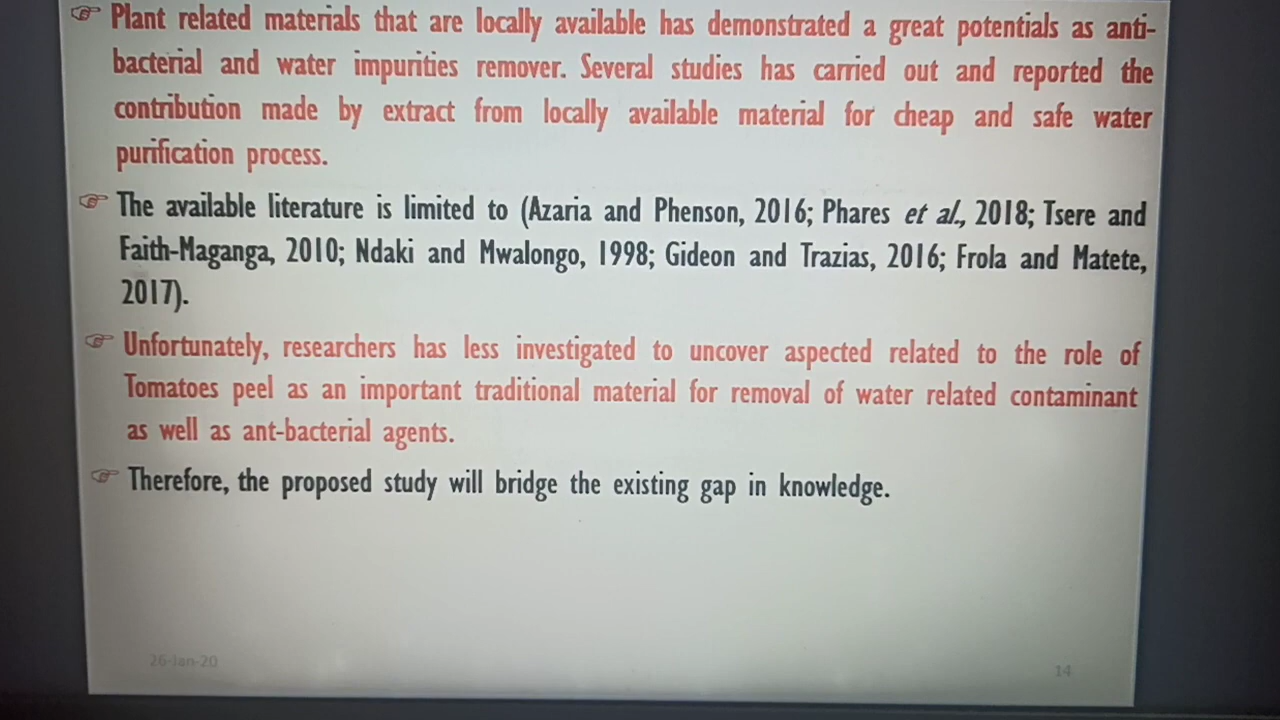 Plant related materials that are locally available has demonstrated a great potentials as anti-
bacterial and water impurities remover. Several studies has carried out and reported the
contribution made by extract from locally available material for cheap and safe water
purification process.
The available literature is limited to (Azaria and Phenson, 2016; Phares et al., 2018; Tsere and
Faith-Maganga, 2010; Ndaki and Mwalongo, 1998; Gideon and Trazias, 2016; Frola and Matete,
2017).
Unfortunately, researchers has less investigated to uncover aspected related to the role of
Tomatoes peel as an important traditional material for removal of water related contaminant
as well as ant-bacterial agents.
Therefore, the proposed study will bridge the existing gap in knowledge.
26-Jan-20
14